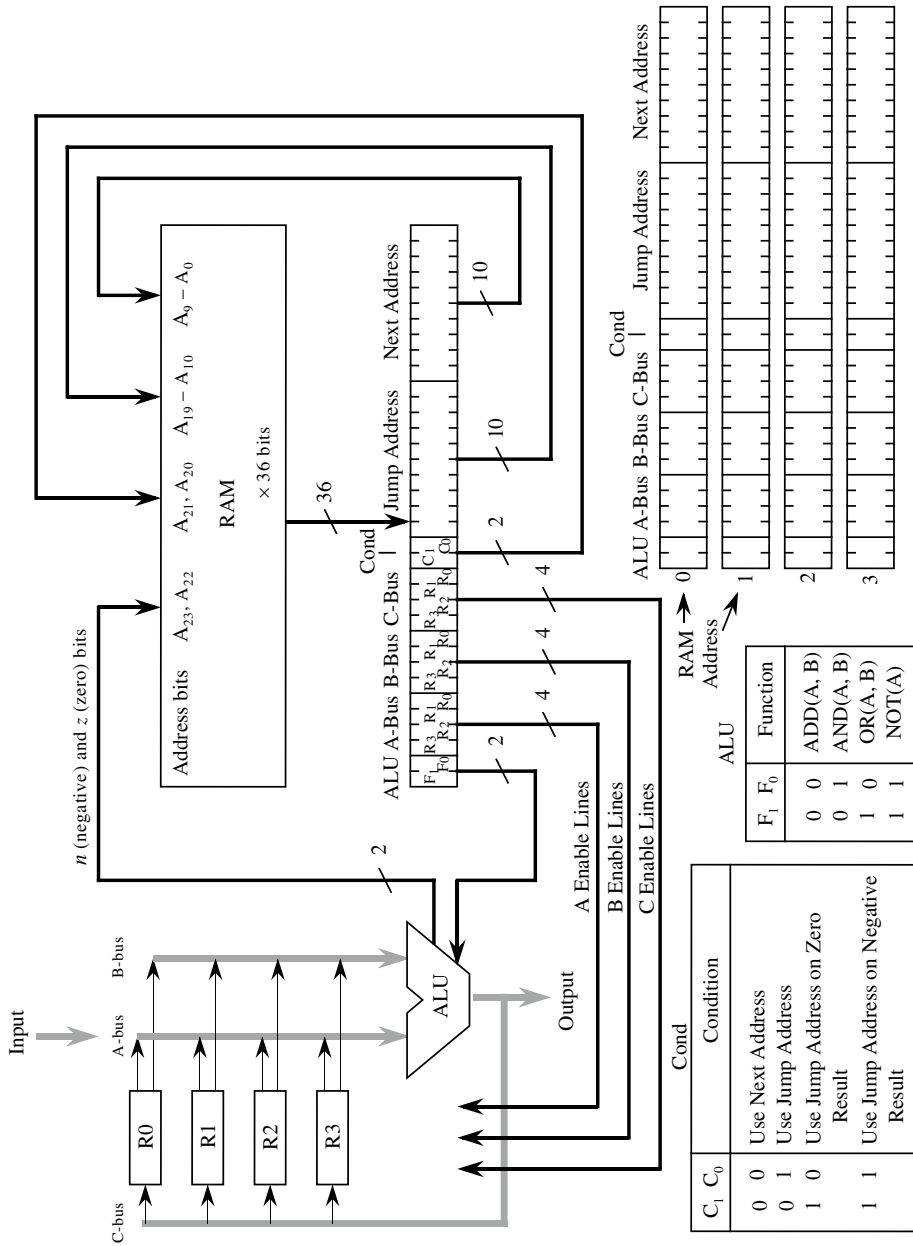 Input
C-bus
A-bus
B-bus
R0
R1
R2
R3
ALU
Output
n (negative) and z (zero) bits
2
Address bits
A23, A22
A21, A20
A19 – A10
A9 – A0
RAM
× 36 bits
36
Cond
ALU A-Bus B-Bus C-Bus
Jump Address
Next Address
F1 F0
R3 R2 R1 R0
R3 R2 R1 R0
R3 R2 R1 R0
C1 C0
2
4
4
4
2
10
10
A Enable Lines
B Enable Lines
C Enable Lines
Cond
C1 C0 Condition
0 0 Use Next Address
0 1 Use Jump Address
1 0 Use Jump Address on Zero
Result
1 1 Use Jump Address on Negative
Result
ALU
F1 F0 Function
0 0 ADD(A, B)
0 1 AND(A, B)
1 0 OR(A, B)
1 1 NOT(A)
RAM
Address
Cond
ALU A-Bus B-Bus C-Bus Jump Address Next Address
0
1
2
3